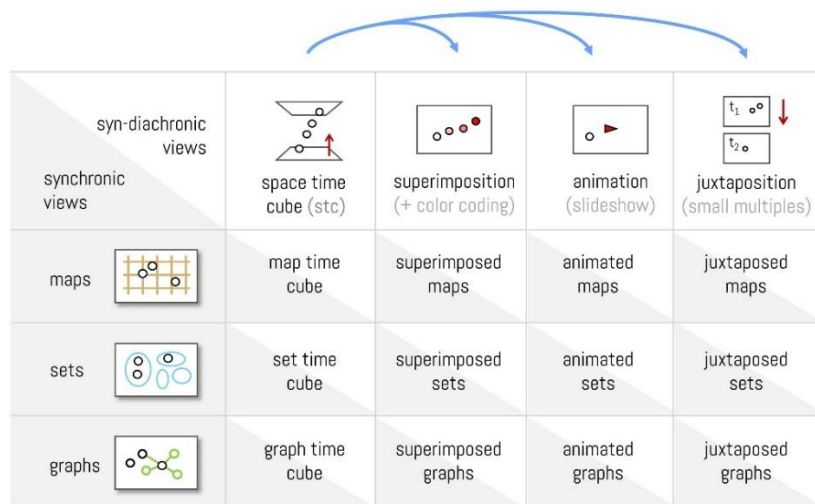 syn-diachronic
views
synchronic
views
space time
cube (stc)
superimposition
(+ color coding)
animation
(slideshow)
t1
t2
juxtaposition
(small multiples)
maps
map time
cube
superimposed
maps
animated
maps
juxtaposed
maps
sets
set time
cube
superimposed
sets
animated
sets
juxtaposed
sets
graphs
graph time
cube
superimposed
graphs
animated
graphs
juxtaposed
graphs